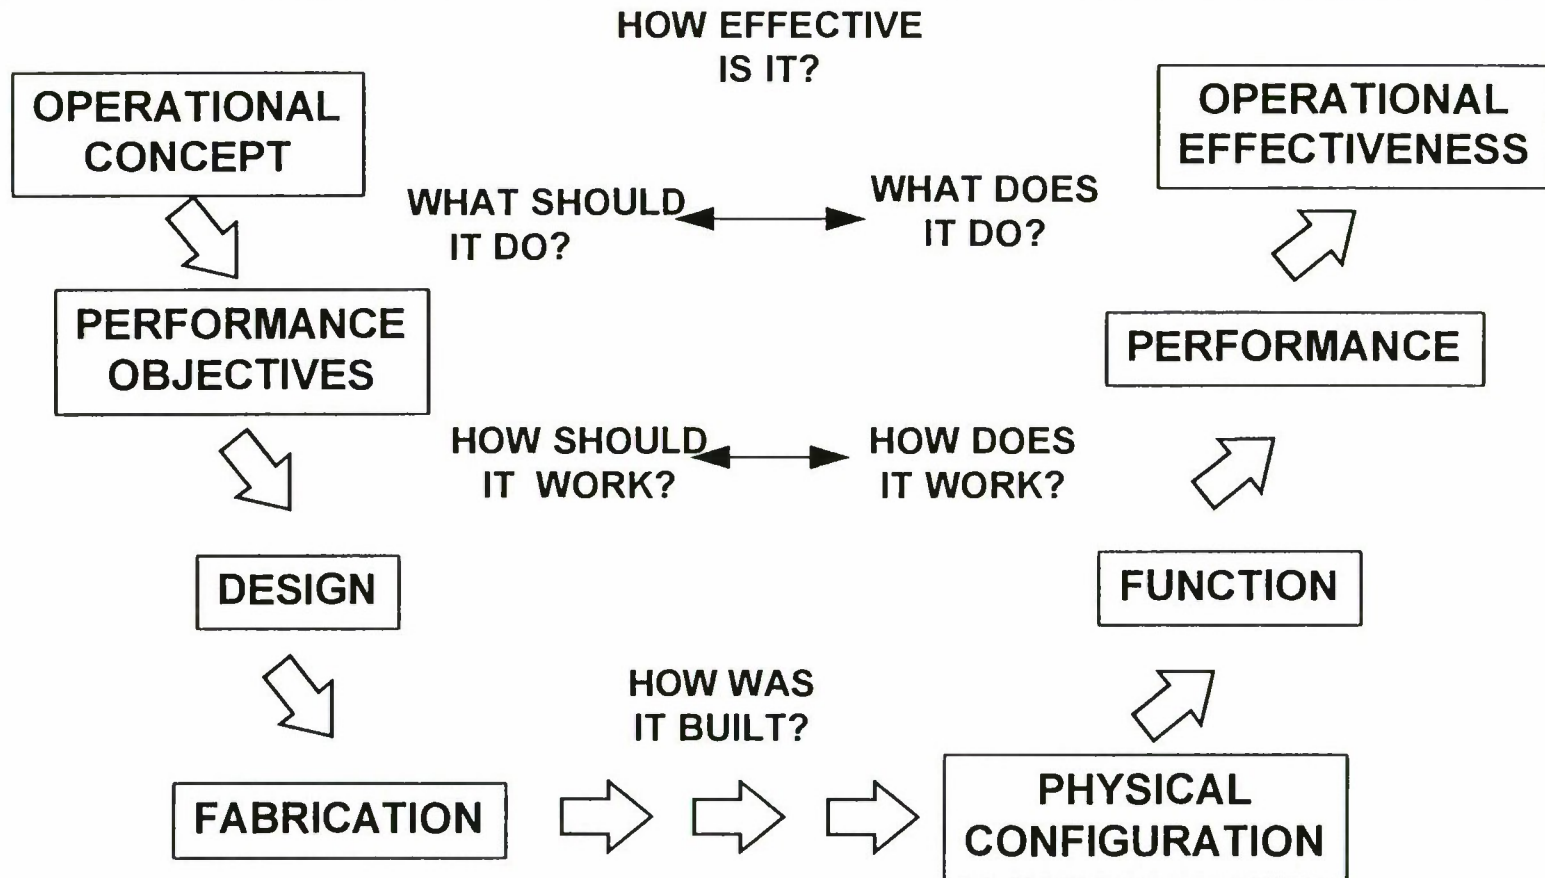 HOW EFFECTIVE
IS IT?
OPERATIONAL
CONCEPT
OPERATIONAL
EFFECTIVENESS
WHAT SHOULD
IT DO?
WHAT DOES
IT DO?
PERFORMANCE
OBJECTIVES
PERFORMANCE
HOW SHOULD
IT WORK?
HOW DOES
IT WORK?
DESIGN
FUNCTION
HOW WAS
IT BUILT?
FABRICATION
PHYSICAL
CONFIGURATION